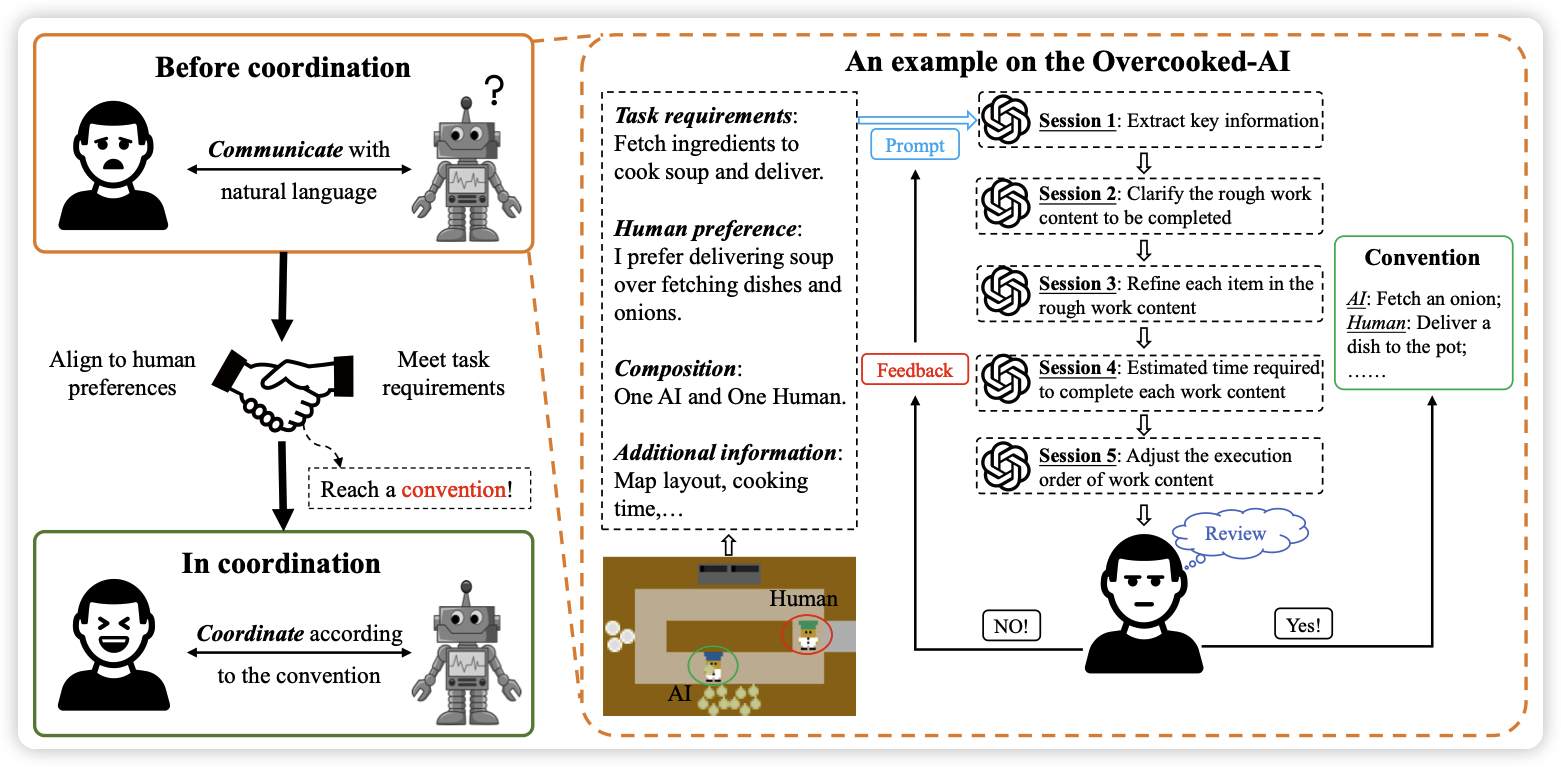 Before coordination
?
Communicate with
natural language
Align to human
preferences
Meet task
requirements
Reach a convention!
In coordination
Coordinate according
to the convention
An example on the Overcooked-AI
Task requirements:
Fetch ingredients to
cook soup and deliver.
Human preference:
I prefer delivering soup
over fetching dishes and
onions.
Composition:
One AI and One Human.
Additional information:
Map layout, cooking
time,…
Human
AI
Prompt
Feedback
Session 1: Extract key information
Session 2: Clarify the rough work
content to be completed
Session 3: Refine each item in the
rough work content
Session 4: Estimated time required
to complete each work content
Session 5: Adjust the execution
order of work content
Review
NO!
Yes!
Convention
AI: Fetch an onion;
Human: Deliver a
dish to the pot;
……